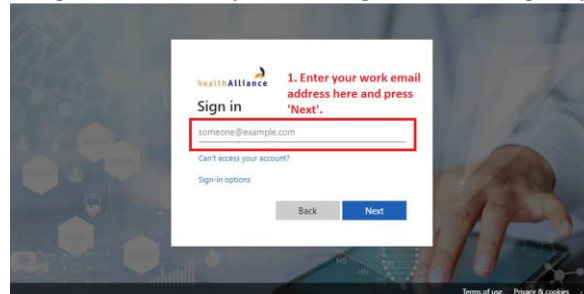 healthAlliance
1. Enter your work email
address here and press
'Next'.
Sign in
someone@example.com
Can't access your account?
Sign-in options
Back Next
Terms of use Privacy & cookies